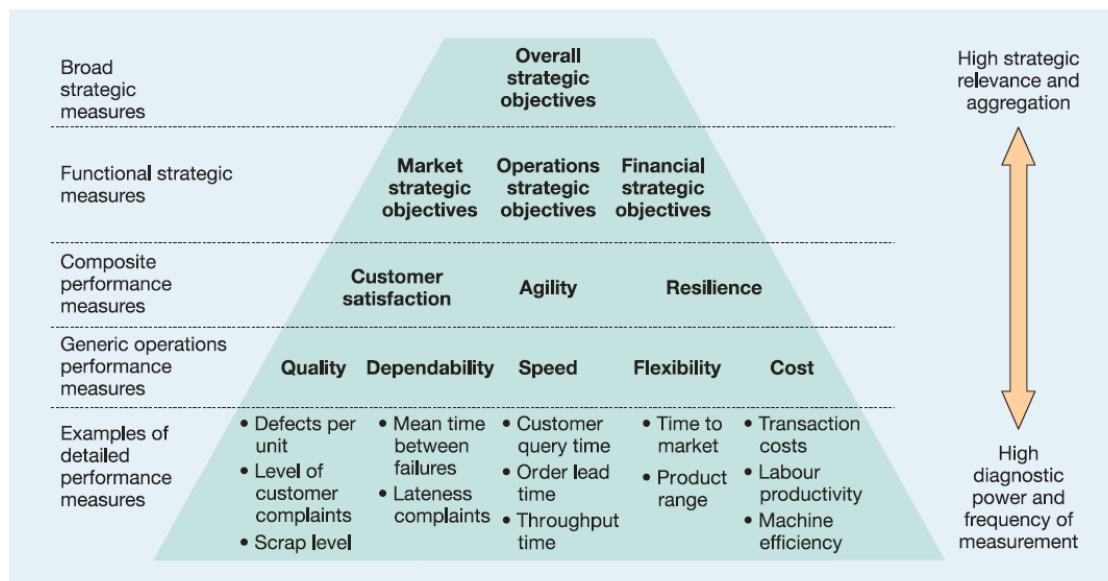 Broad
strategic
measures
Overall
strategic
objectives
High strategic
relevance and
aggregation
Functional strategic
measures
Market
strategic
objectives
Operations
strategic
objectives
Financial
strategic
objectives
Composite
performance
measures
Customer
satisfaction
Agility
Resilience
Generic operations
performance
measures
Quality
Dependability
Speed
Flexibility
Cost
Examples of
detailed
performance
measures
• Defects per
unit
• Level of
customer
complaints
• Scrap level
• Mean time
between
failures
• Lateness
complaints
• Customer
query time
• Order lead
time
• Throughput
time
• Time to
market
• Product
range
• Transaction
costs
• Labour
productivity
• Machine
efficiency
High
diagnostic
power and
frequency of
measurement